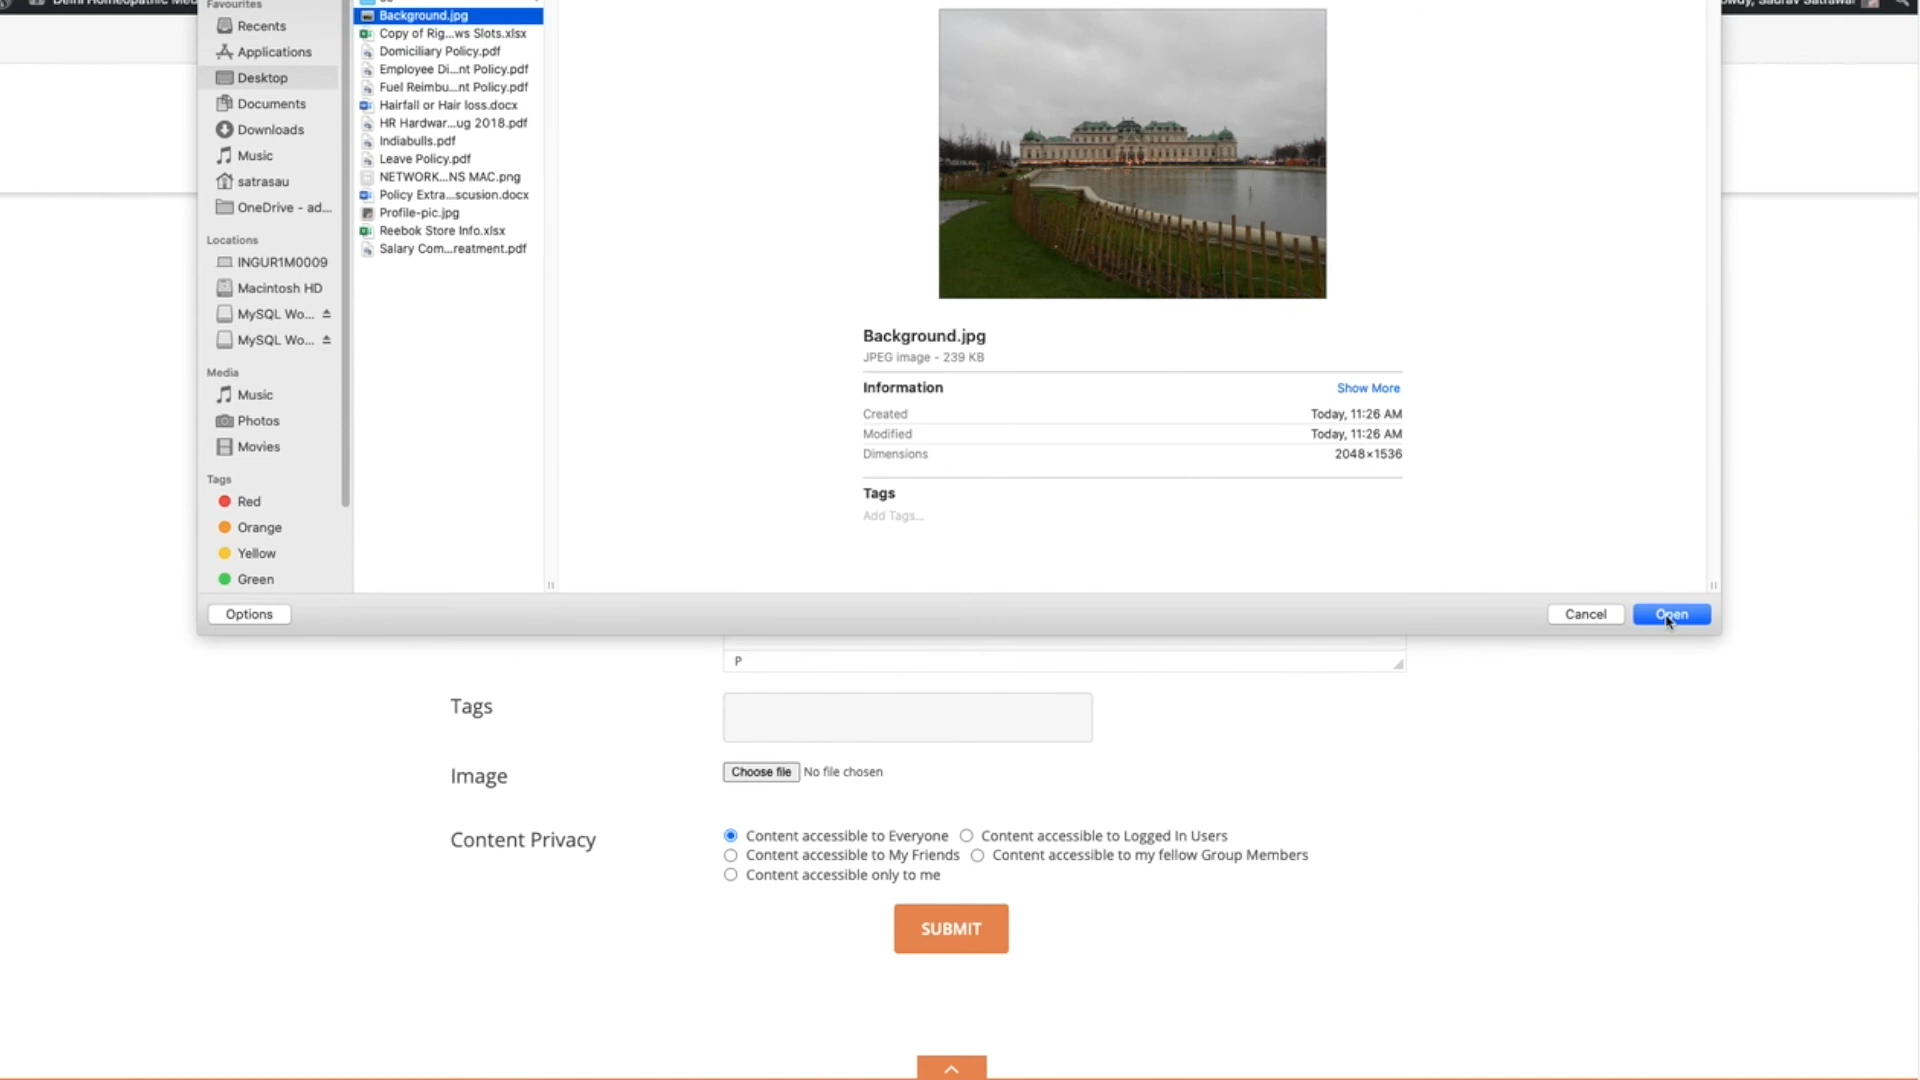 Favourites
Recents
Applications
Desktop
Documents
Downloads
Music
satrasau
OneDrive - ad...
Locations
INGUR1M0009
Macintosh HD
MySQL Wo...
MySQL Wo...
Media
Music
Photos
Movies
Tags
Red
Orange
Yellow
Green
Background.jpg
Copy of Rig...ws Slots.xlsx
Domiciliary Policy.pdf
Employee Di...nt Policy.pdf
Fuel Reimbu...nt Policy.pdf
Hairfall or Hair loss.docx
HR Hardwar...ug 2018.pdf
Indiabulls.pdf
Leave Policy.pdf
NETWORK...NS MAC.png
Policy Extra...scusion.docx
Profile-pic.jpg
Reebok Store Info.xlsx
Salary Com...reatment.pdf
Background.jpg
JPEG image - 239 KB
Information Show More
Created Today, 11:26 AM
Modified Today, 11:26 AM
Dimensions 2048×1536
Tags
Add Tags...
Options Cancel Open
P
Tags
Image Choose file No file chosen
Content Privacy Content accessible to Everyone Content accessible to Logged In Users
Content accessible to My Friends Content accessible to my fellow Group Members
Content accessible only to me
SUBMIT